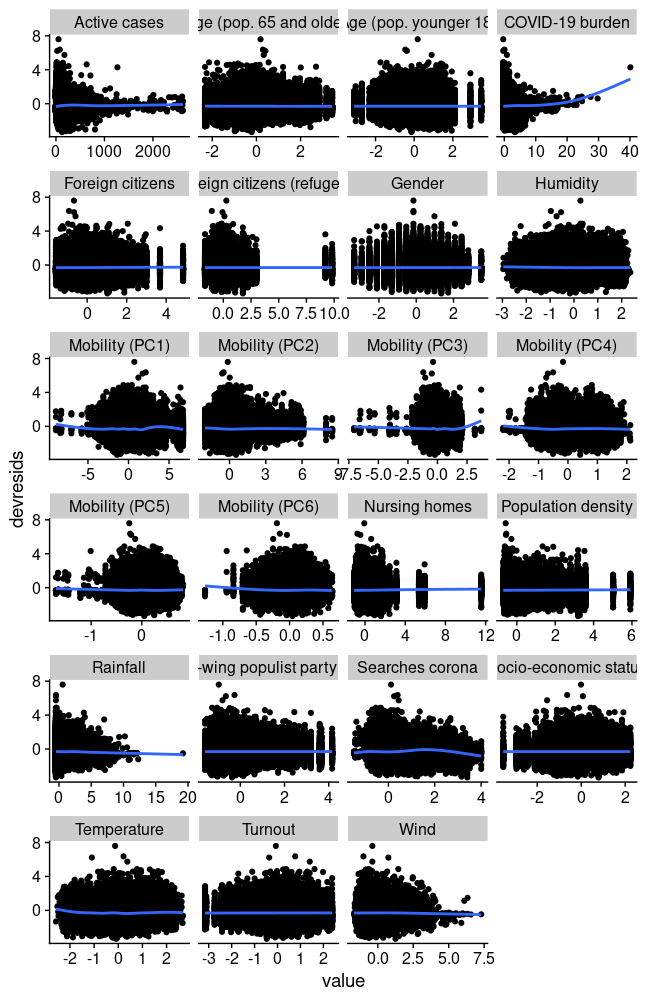 Active cases
ge (pop. 65 and olde
Age (pop. younger 18
COVID-19 burden
8
4
0
0 1000 2000
-2 0 2
-2 0 2
0 10 20 30 40
Foreign citizens
eign citizens (refuge
Gender
Humidity
8
4
0
0 2 4
0.0 2.5 5.0 7.5 10.0
-2 0 2
-3 -2 -1 0 1 2
Mobility (PC1)
Mobility (PC2)
Mobility (PC3)
Mobility (PC4)
8
4
0
-5 0 5
0 3 6 9
-7.5 -5.0 -2.5 0.0 2.5
-2 -1 0 1 2
devresids
Mobility (PC5)
Mobility (PC6)
Nursing homes
Population density
8
4
0
-1 0
-1.0 -0.5 0.0 0.5
0 4 8 12
0 2 4 6
Rainfall
-wing populist party
Searches corona
ocio-economic statu
8
4
0
0 5 10 15 20
0 2 4
0 2 4
-2 0 2
Temperature
Turnout
Wind
8
4
0
-2 -1 0 1 2
-3 -2 -1 0 1 2
0.0 2.5 5.0 7.5
value